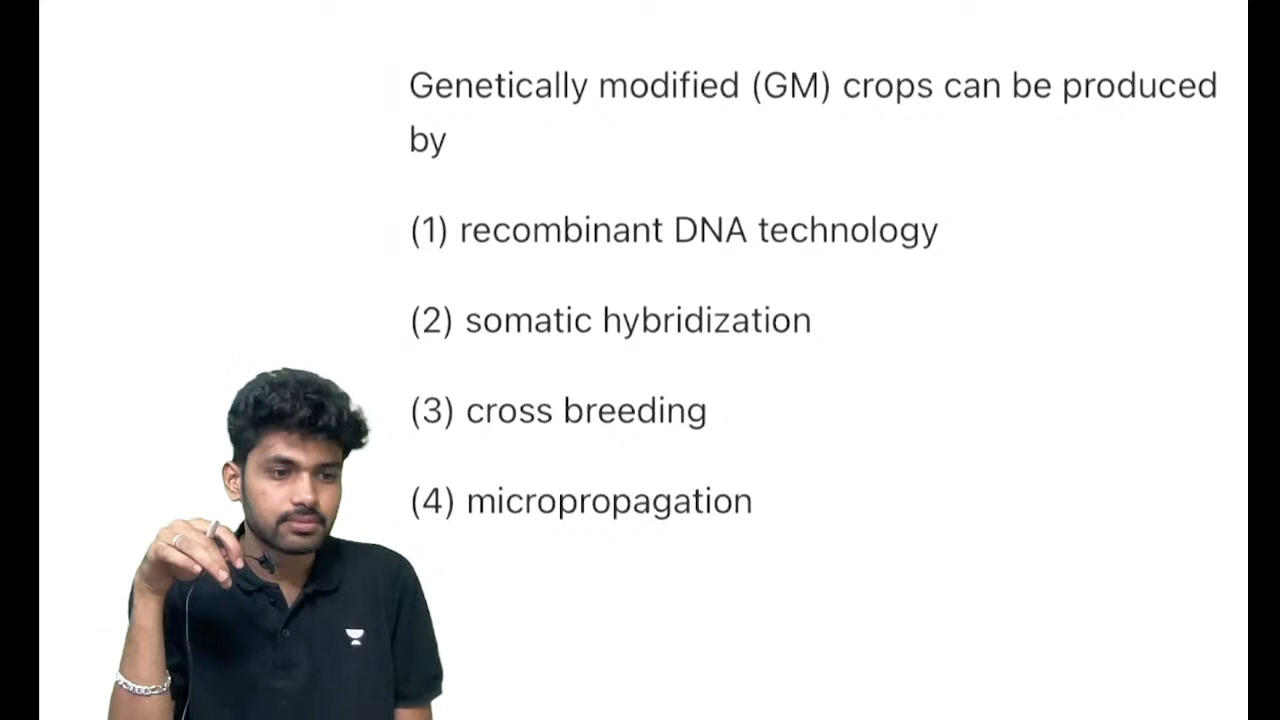 Genetically modified (GM) crops can be produced
by
(1) recombinant DNA technology
(2) somatic hybridization
(3) cross breeding
(4) micropropagation